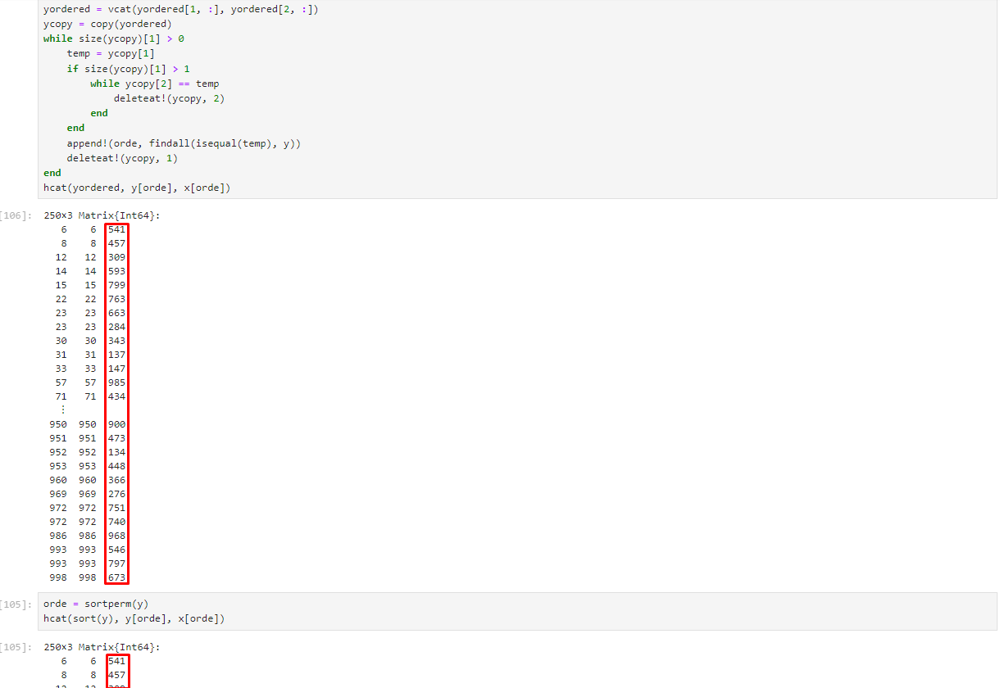 yordered = vcat(yordered[1, :], yordered[2, :])
ycopy = copy(yordered)
while size(ycopy)[1] > 0
    temp = ycopy[1]
    if size(ycopy)[1] > 1
        while ycopy[2] == temp
            deleteat!(ycopy, 2)
        end
    end
    append!(orde, findall(isequal(temp), y))
    deleteat!(ycopy, 1)
end
hcat(yordered, y[orde], x[orde])
[106]: 250×3 Matrix{Int64}:
6 6 541
8 8 457
12 12 309
14 14 593
15 15 799
22 22 763
23 23 663
23 23 284
30 30 343
31 31 137
33 33 147
57 57 985
71 71 434
⋮
950 950 900
951 951 473
952 952 134
953 953 448
960 960 366
969 969 276
972 972 751
972 972 740
986 986 968
993 993 546
993 993 797
998 998 673
[105]: orde = sortperm(y)
hcat(sort(y), y[orde], x[orde])
[105]: 250×3 Matrix{Int64}:
6 6 541
8 8 457